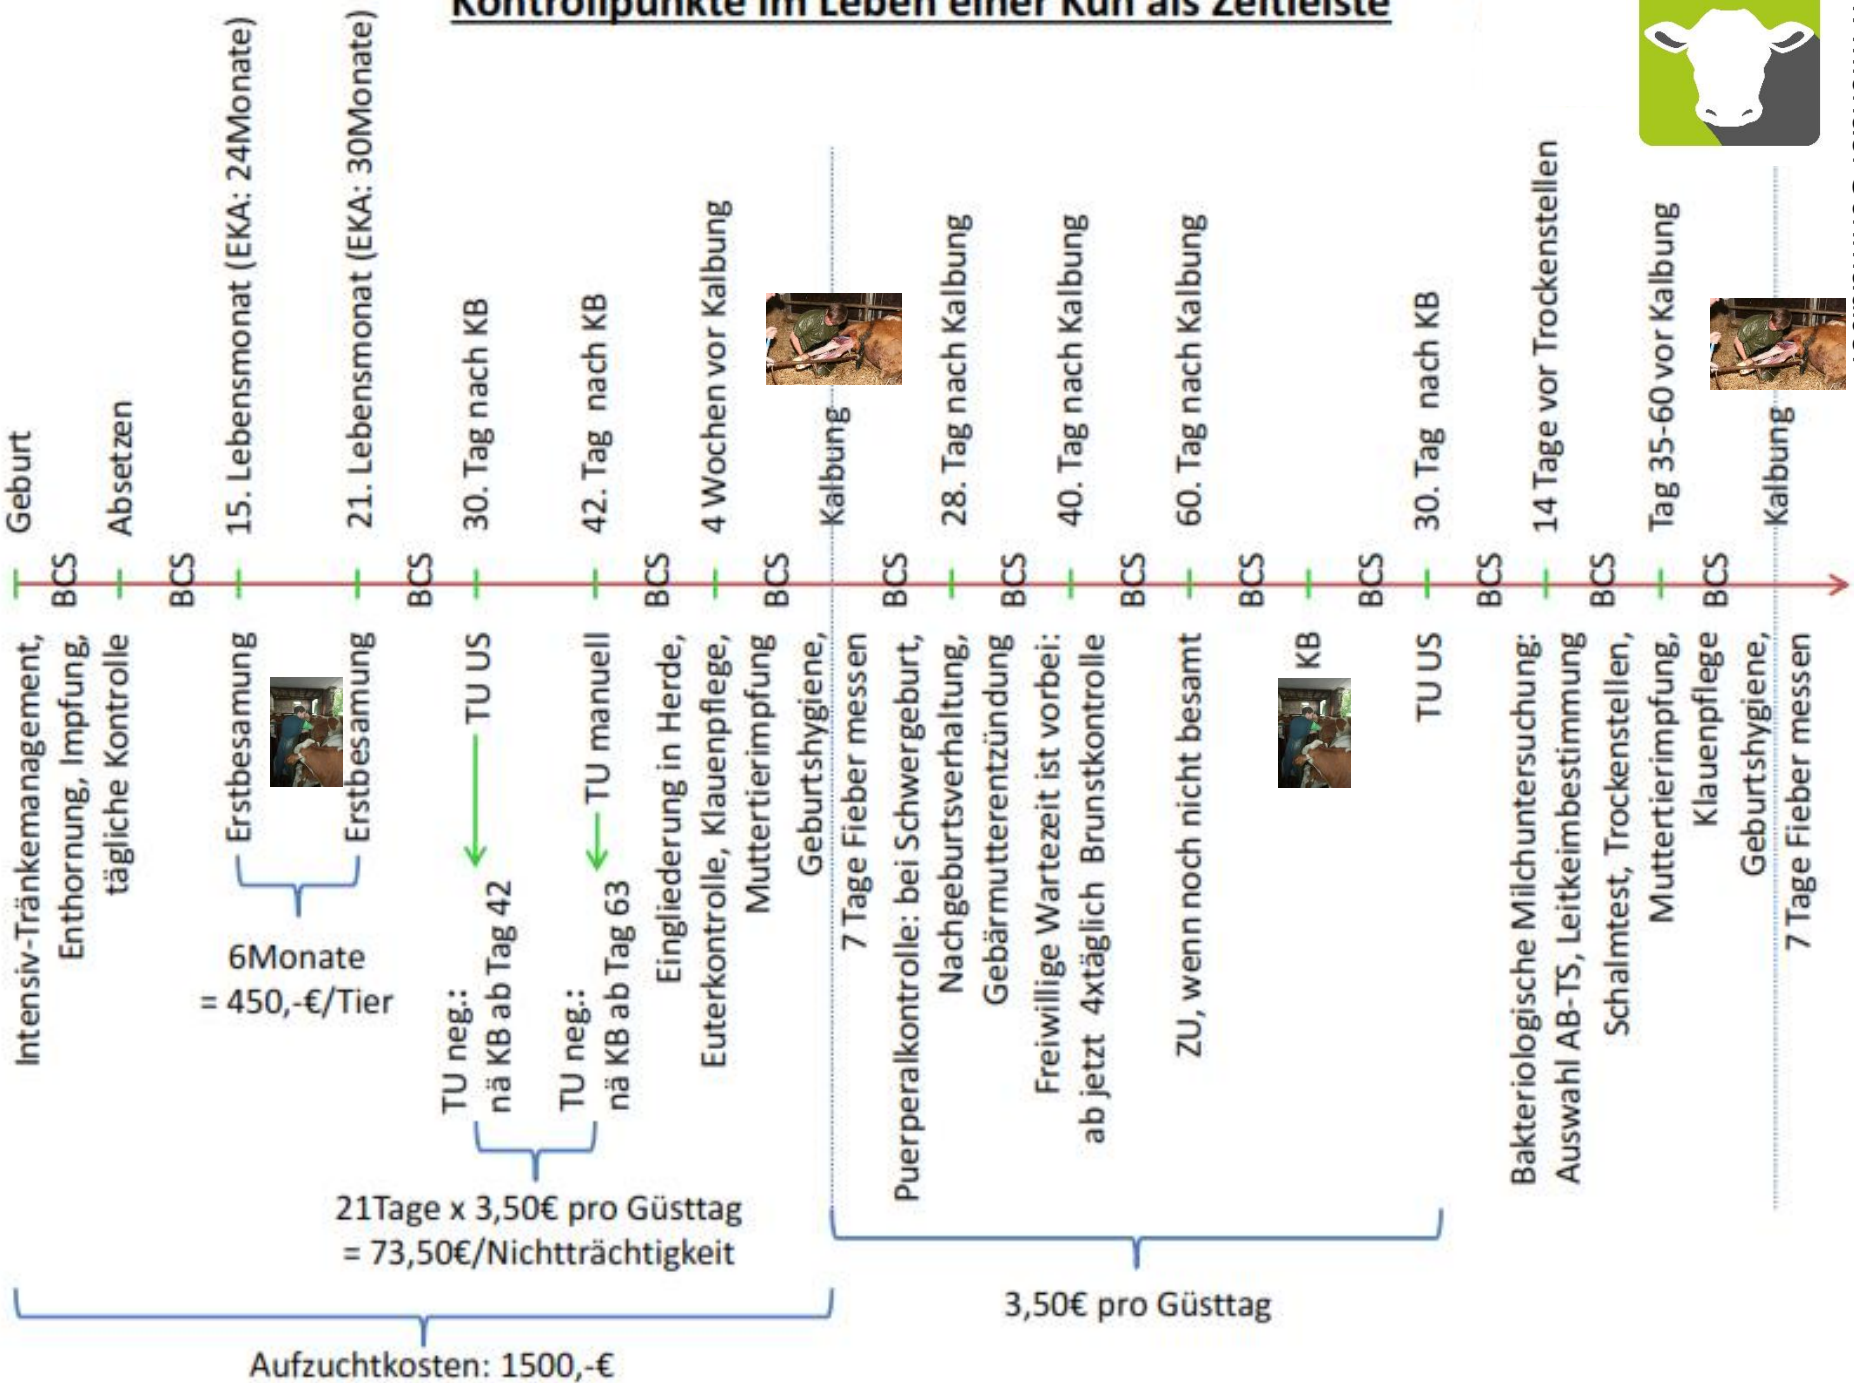 Kontrollpunkte im Leben einer Kuh als Zeitleiste
Geburt
Absetzen
15. Lebensmonat (EKA: 24Monate)
21. Lebensmonat (EKA: 30Monate)
30. Tag nach KB
42. Tag nach KB
4 Wochen vor Kalbung
Kalbung
28. Tag nach Kalbung
40. Tag nach Kalbung
60. Tag nach Kalbung
30. Tag nach KB
14 Tage vor Trockenstellen
Tag 35-60 vor Kalbung
Kalbung
BCS
BCS
BCS
BCS
BCS
BCS
BCS
BCS
BCS
BCS
BCS
BCS
BCS
Intensiv-Tränkemanagement,
Enthornung, Impfung,
tägliche Kontrolle
Erstbesamung
Erstbesamung
6Monate
= 450,-€/Tier
TU US
TU neg.:
nä KB ab Tag 42
TU manuell
TU neg.:
nä KB ab Tag 63
21Tage x 3,50€ pro Güsttag
= 73,50€/Nichtträchtigkeit
Eingliederung in Herde,
Euterkontrolle, Klauenpflege,
Muttertierimpfung
Geburtshygiene,
7 Tage Fieber messen
Puerperalkontrolle: bei Schwergeburt,
Nachgeburtsverhaltung,
Gebärmutterentzündung
Freiwillige Wartezeit ist vorbei:
ab jetzt 4xtäglich Brunstkontrolle
ZU, wenn noch nicht besamt
KB
TU US
Bakteriologische Milchuntersuchung:
Auswahl AB-TS, Leitkeimbestimmung
Schalmtest, Trockenstellen,
Muttertierimpfung,
Klauenpflege
Geburtshygiene,
7 Tage Fieber messen
3,50€ pro Güsttag
Aufzuchtkosten: 1500,-€